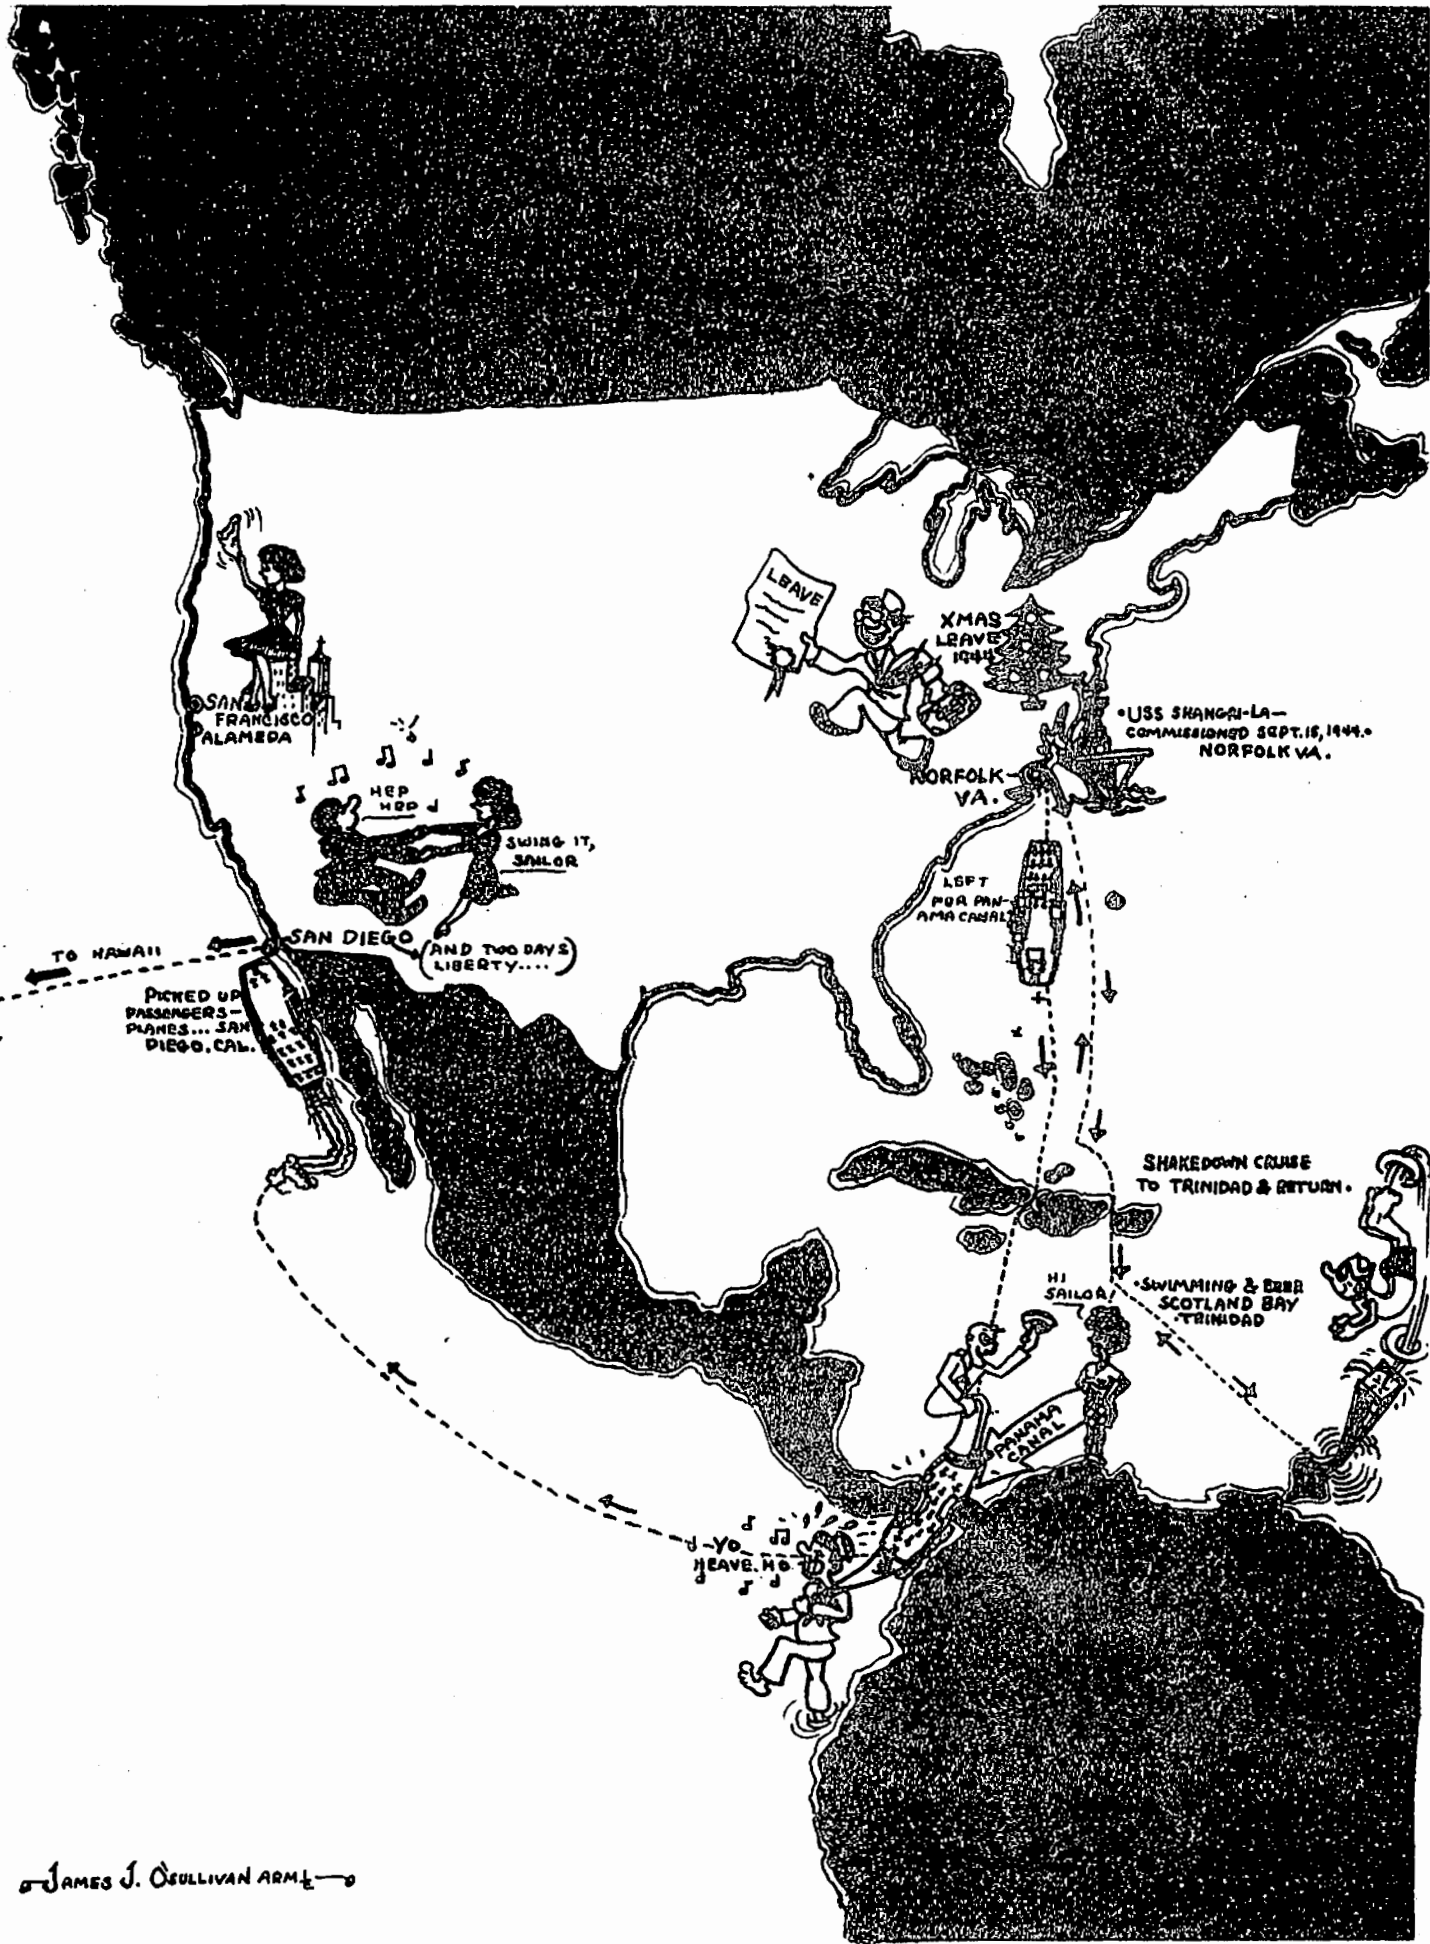 LEAVE
XMAS
LEAVE
1944
SAN
FRANCISCO
ALAMEDA
•USS SHANGRI-LA—
COMMISSIONED SEPT. 15, 1944.•
NORFOLK VA.
NORFOLK
VA.
HEP
HEP
SWING IT,
SAILOR
LEFT
FOR PAN-
AMA CANAL
TO HAWAII
SAN DIEGO
(AND TWO DAYS
LIBERTY....)
PICKED UP
PASSENGERS—
PLANES... SAN
DIEGO, CAL.
SHAKEDOWN CRUISE
TO TRINIDAD & RETURN.
HI
SAILOR!
•SWIMMING & BEER
SCOTLAND BAY
TRINIDAD
PANAMA
CANAL
YO
HEAVE HO
JAMES J. O'SULLIVAN